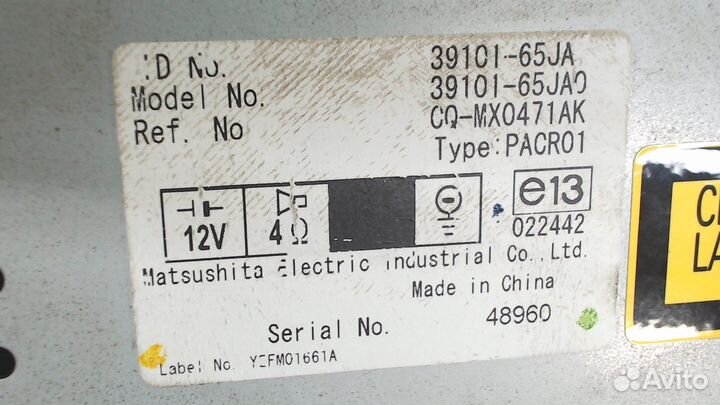 ID No. 39101-65JA
Model No. 39101-65JA0
Ref. No CQ-MX0471AK
Type:PACR01
12V
4Ω
e13
022442
Matsushita Electric Industrial Co.,Ltd.
Made in China
Serial No. 48960
Label No. YEFM01661A
C
LA
Avito